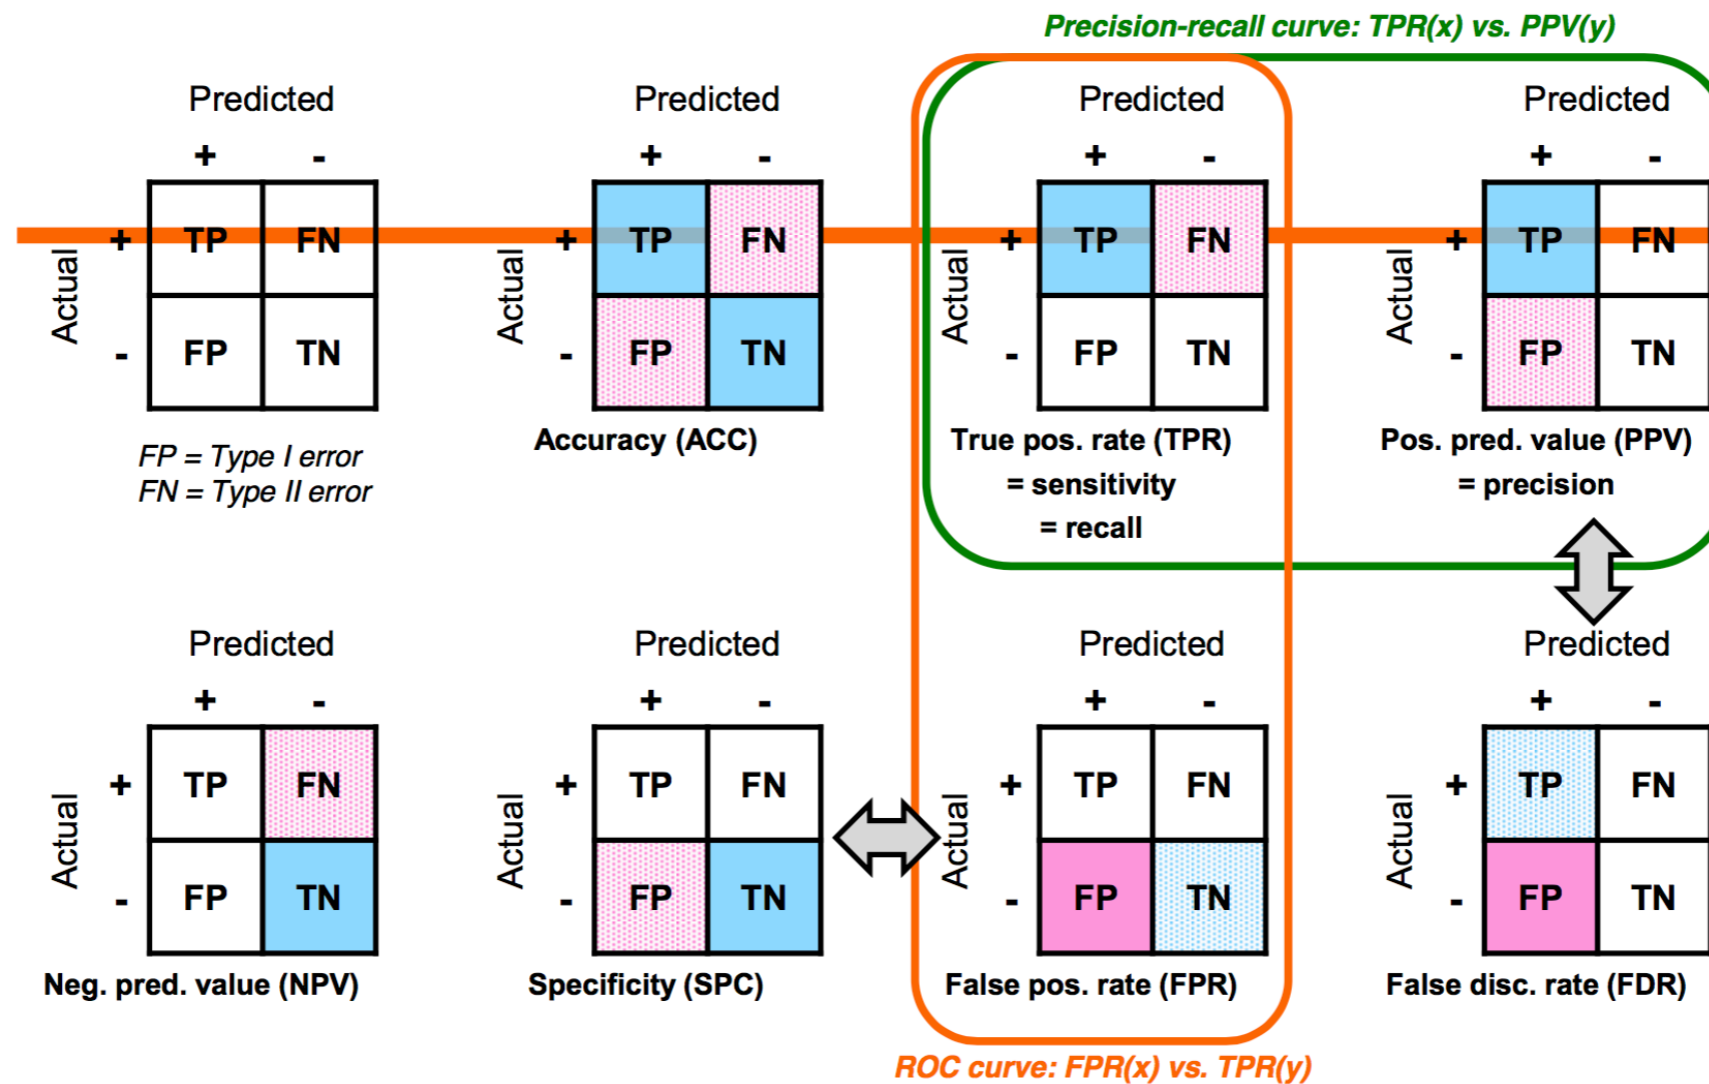 Precision-recall curve: TPR(x) vs. PPV(y)
Predicted Predicted Predicted Predicted
+ - + - + - + -
Actual + TP FN Actual + TP FN Actual + TP FN Actual + TP FN
- FP TN - FP TN - FP TN - FP TN
FP = Type I error
FN = Type II error
Accuracy (ACC)
True pos. rate (TPR)
= sensitivity
= recall
Pos. pred. value (PPV)
= precision
Predicted Predicted Predicted Predicted
+ - + - + - + -
Actual + TP FN Actual + TP FN Actual + TP FN Actual + TP FN
- FP TN - FP TN - FP TN - FP TN
Neg. pred. value (NPV) Specificity (SPC) False pos. rate (FPR) False disc. rate (FDR)
ROC curve: FPR(x) vs. TPR(y)